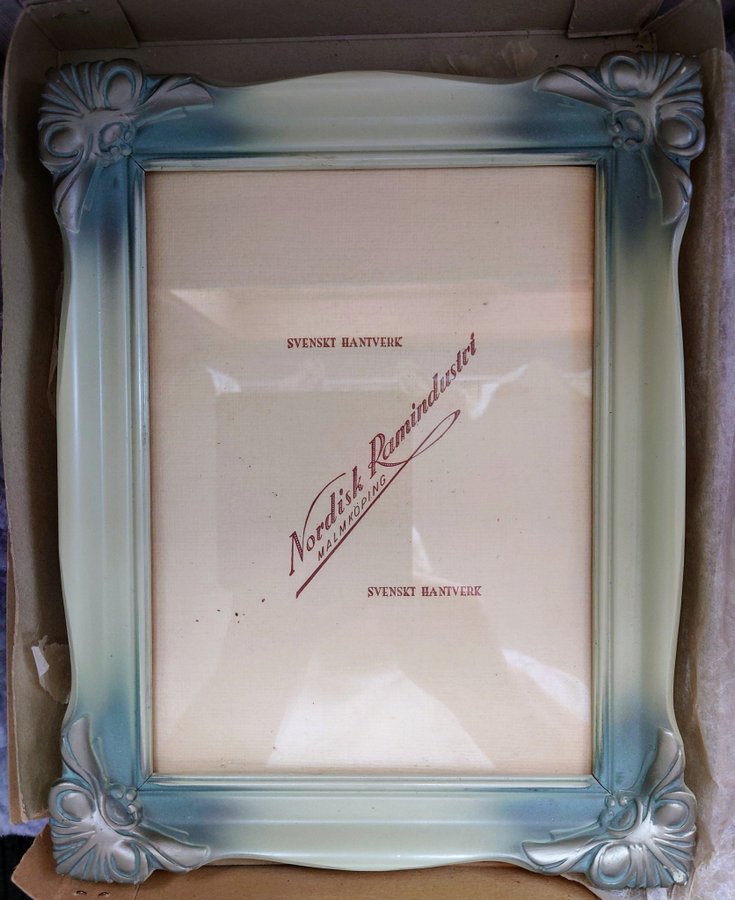 SVENSKT HANTVERK
Nordisk Ramindustri
MALMKÖPING
SVENSKT HANTVERK